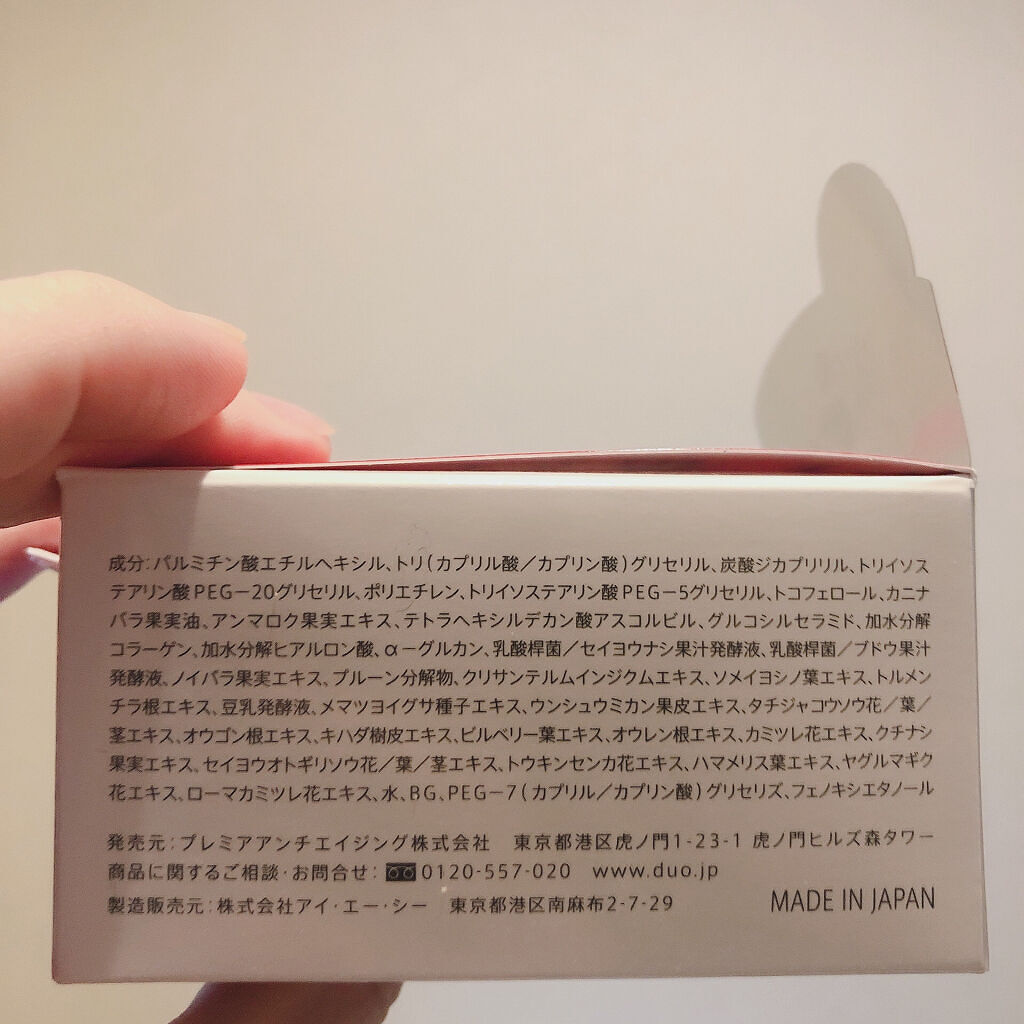 成分:パルミチン酸エチルヘキシル、トリ(カプリル酸/カプリン酸)グリセリル、炭酸ジカプリリル、トリイソス
テアリン酸PEG-20グリセリル、ポリエチレン、トリイソステアリン酸PEG-5グリセリル、トコフェロール、カニナ
バラ果実油、アンマロク果実エキス、テトラヘキシルデカン酸アスコルビル、グルコシルセラミド、加水分解
コラーゲン、加水分解ヒアルロン酸、α-グルカン、乳酸桿菌/セイヨウナシ果汁発酵液、乳酸桿菌/ブドウ果汁
発酵液、ノイバラ果実エキス、プルーン分解物、クリサンテルムインジクムエキス、ソメイヨシノ葉エキス、トルメン
チラ根エキス、豆乳発酵液、メマツヨイグサ種子エキス、ウンシュウミカン果皮エキス、タチジャコウソウ花/葉/
茎エキス、オウゴン根エキス、キハダ樹皮エキス、ビルベリー葉エキス、オウレン根エキス、カミツレ花エキス、クチナシ
果実エキス、セイヨウオトギリソウ花/葉/茎エキス、トウキンセンカ花エキス、ハマメリス葉エキス、ヤグルマギク
花エキス、ローマカミツレ花エキス、水、BG、PEG-7(カプリル/カプリン酸)グリセリズ、フェノキシエタノール
発売元:プレミアアンチエイジング株式会社 東京都港区虎ノ門1-23-1 虎ノ門ヒルズ森タワー
商品に関するご相談・お問合せ:0120-557-020 www.duo.jp
製造販売元:株式会社アイ・エー・シー 東京都港区南麻布2-7-29
MADE IN JAPAN